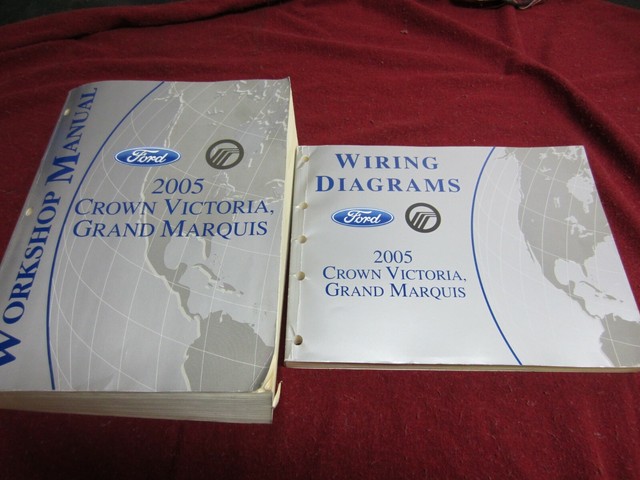 WORKSHOP MANUAL
Ford
2005
CROWN VICTORIA,
GRAND MARQUIS
WIRING
DIAGRAMS
Ford
2005
CROWN VICTORIA,
GRAND MARQUIS